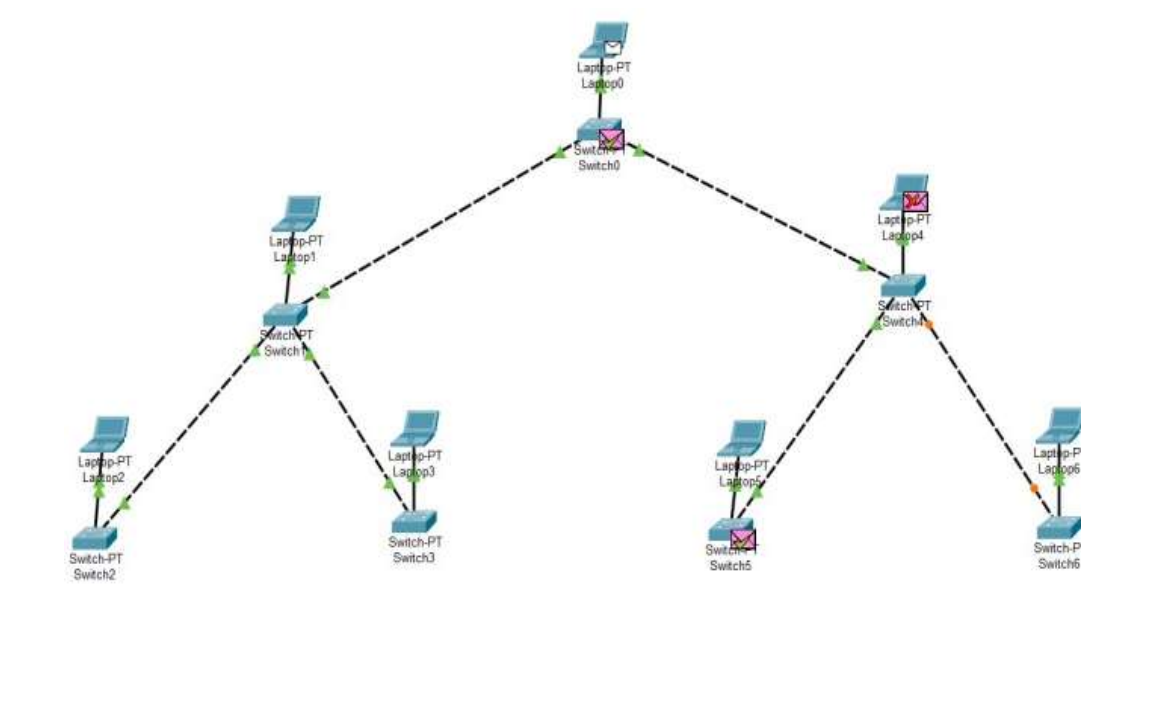 Laptop-PT
Laptop0
Switch-PT
Switch0
Laptop-PT
Laptop4
Laptop-PT
Laptop1
Switch-PT
Switch4
Switch-PT
Switch1
Laptop-PT
Laptop3
Laptop-P
Laptop6
Laptop-PT
Laptop2
Laptop-PT
Laptop5
Switch-PT
Switch3
Switch-P
Switch6
Switch-PT
Switch5
Switch-PT
Switch2